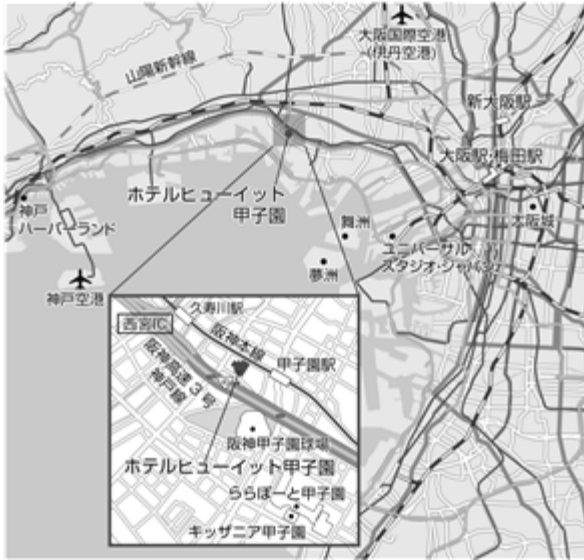 大阪国際空港
(伊丹空港)
山陽新幹線
新大阪駅
大阪駅・梅田駅
ホテルヒューイット
甲子園
神戸
ハーバーランド
舞洲
大阪城
ユニバーサル・
スタジオ・ジャパン
夢洲
神戸空港
久寿川駅
西宮IC
阪神本線
甲子園駅
阪神高速3号
神戸線
阪神甲子園球場
ホテルヒューイット甲子園
ららぽーと甲子園
キッザニア甲子園